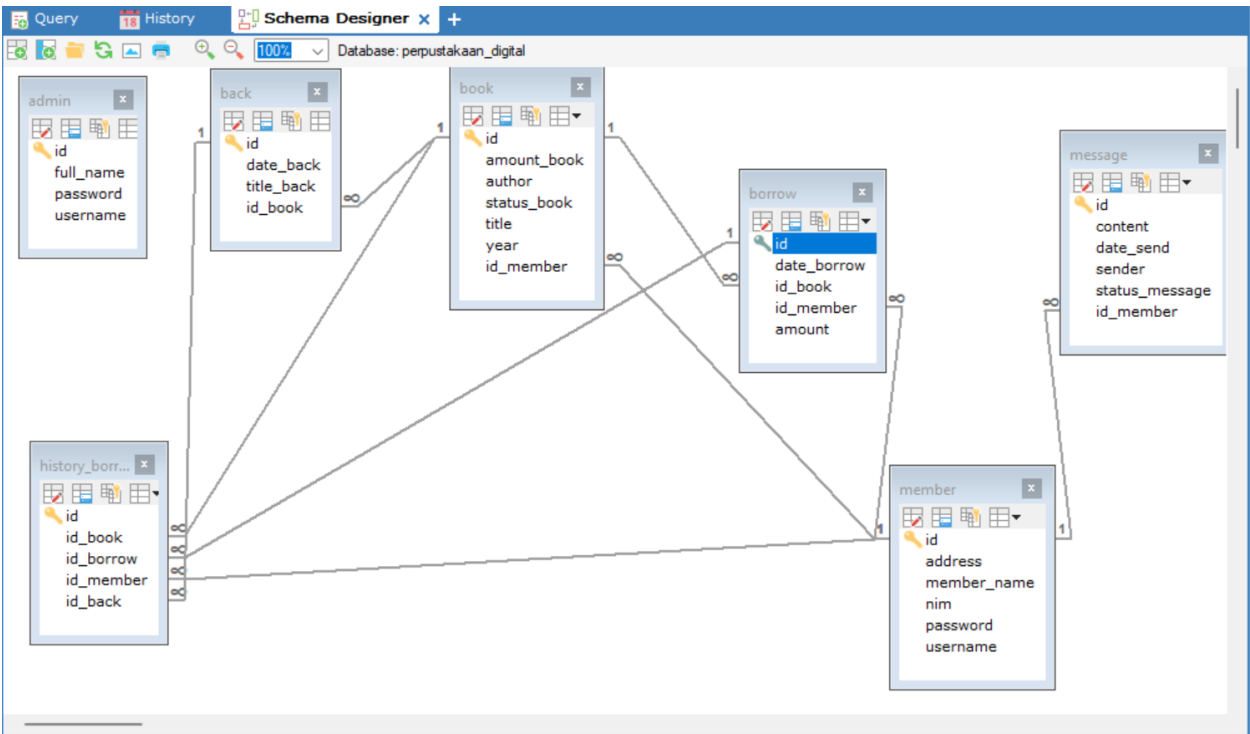 Query History Schema Designer x +
100% Database: perpustakaan_digital
admin
id
full_name
password
username
back
id
date_back
title_back
id_book
book
id
amount_book
author
status_book
title
year
id_member
borrow
id
date_borrow
id_book
id_member
amount
message
id
content
date_send
sender
status_message
id_member
history_borr...
id
id_book
id_borrow
id_member
id_back
member
id
address
member_name
nim
password
username
1
∞
1
1
∞
∞
1
∞
∞
∞
∞
∞
∞
∞
1
1